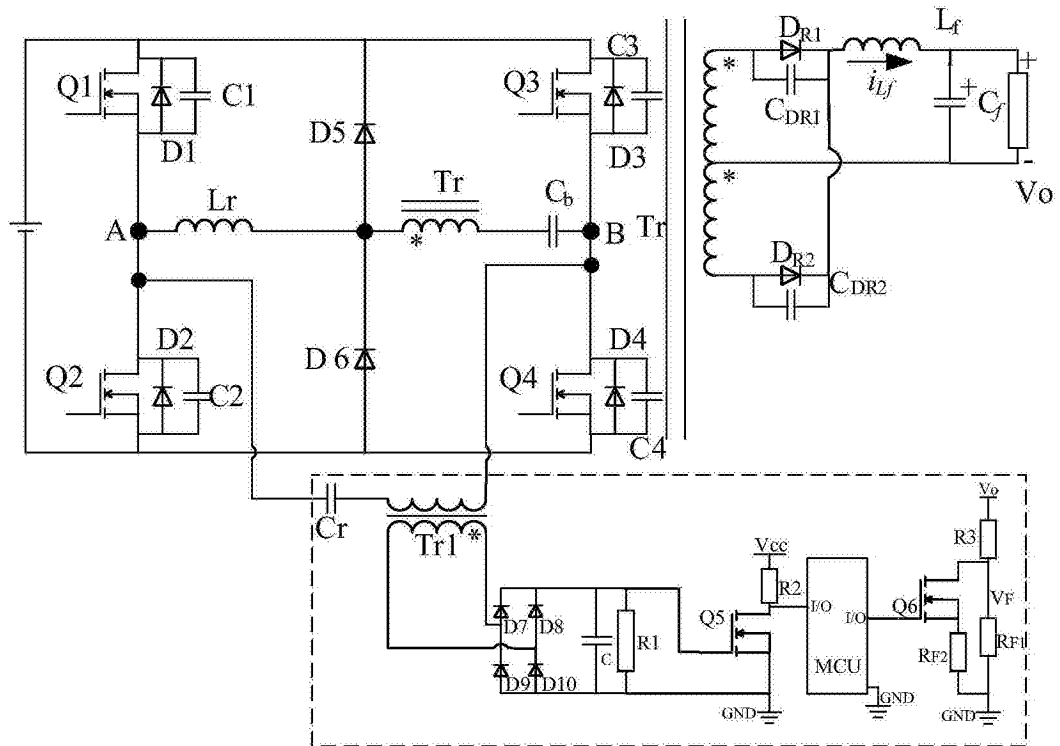 Q1
D1
C1
D5
Q3
C3
D3
Tr
DR1
CDR1
Lf
iLf
*
+
Cf
+
-
Vo
*
A
Lr
Tr
*
Cb
B
DR2
CDR2
Q2
D2
C2
D 6
Q4
D4
C4
Cr
Tr1
*
D7
D8
D9
D10
C
R1
Vcc
R2
Q5
GND
I/O
I/O
MCU
GND
Q6
Vo
R3
VF
RF2
RF1
GND